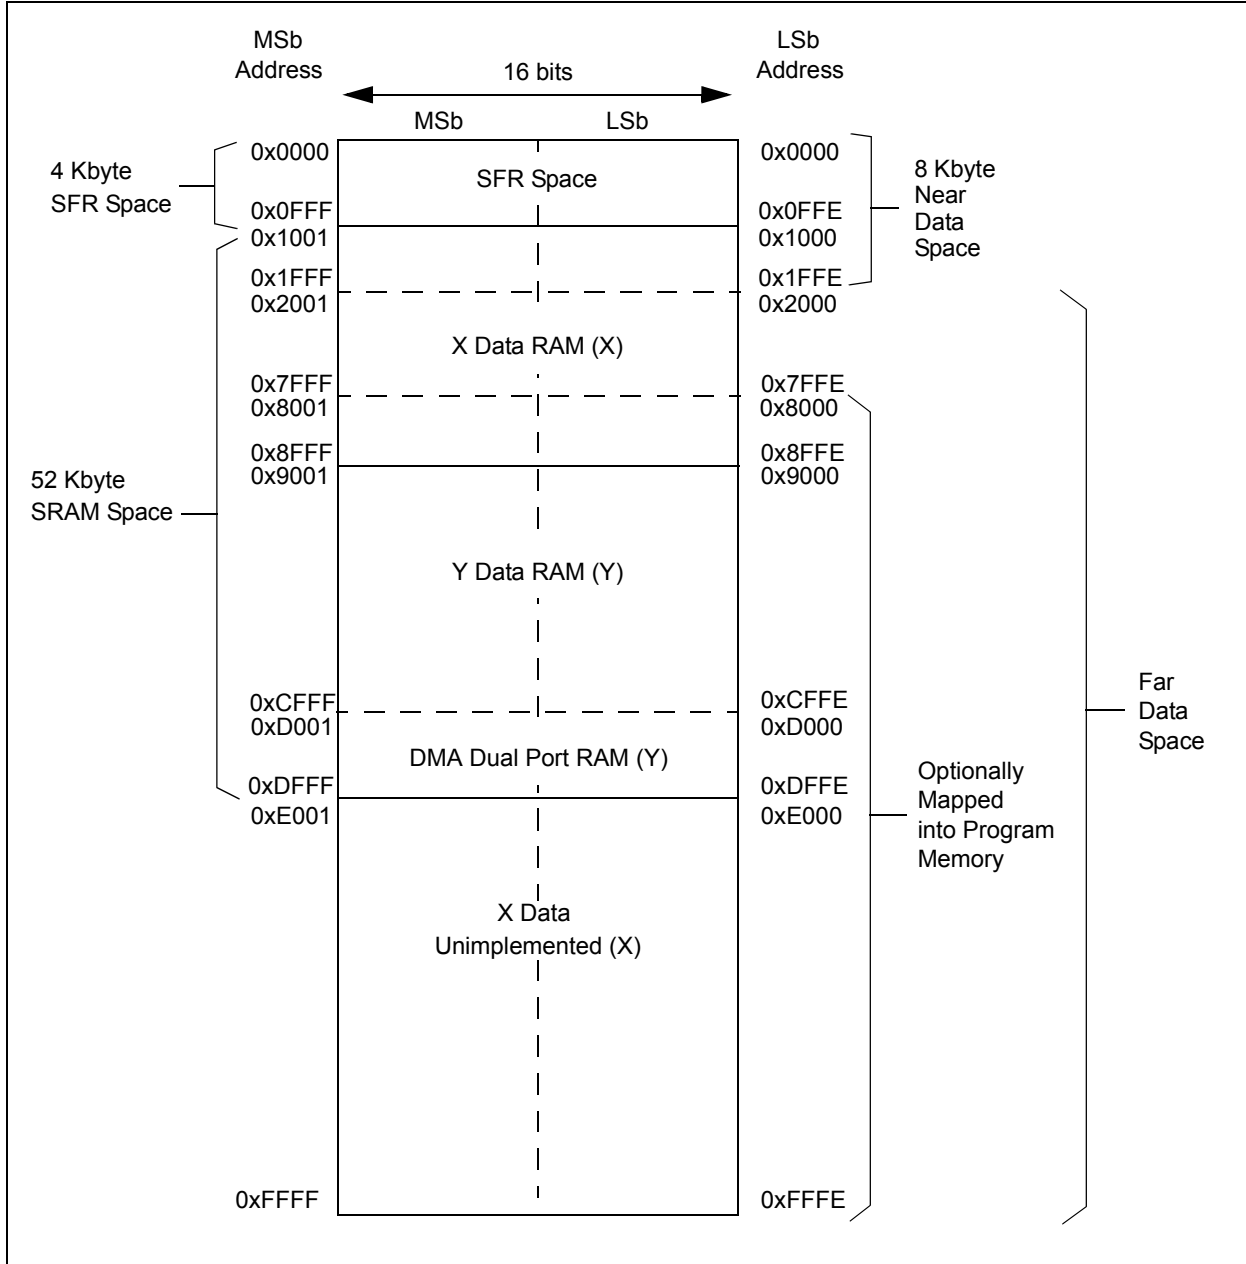 MSb
Address
LSb
Address
16 bits
MSb
LSb
4 Kbyte
SFR Space
0x0000
SFR Space
0x0000
8 Kbyte
Near
Data
Space
0x0FFF
0x0FFE
0x1001
0x1000
0x1FFF
0x1FFE
0x2001
0x2000
X Data RAM (X)
0x7FFF
0x7FFE
0x8001
0x8000
0x8FFF
0x8FFE
0x9001
0x9000
52 Kbyte
SRAM Space
Y Data RAM (Y)
0xCFFF
0xCFFE
0xD001
0xD000
Far
Data
Space
DMA Dual Port RAM (Y)
0xDFFF
0xDFFE
0xE001
0xE000
Optionally
Mapped
into Program
Memory
X Data
Unimplemented (X)
0xFFFF
0xFFFE